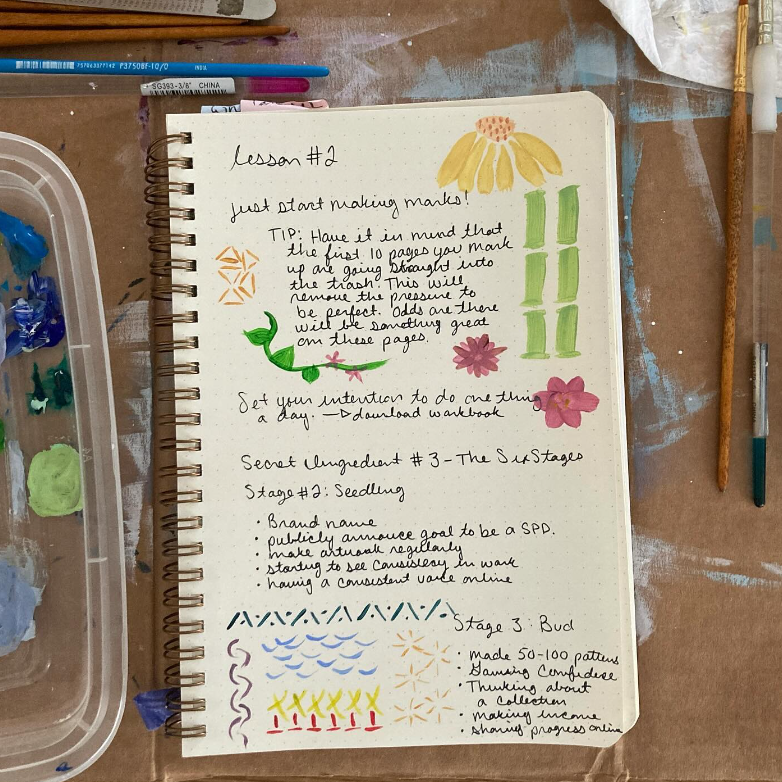 757063377142 P37508F-10/0 INDIA
SG393-3/8" CHINA
Lesson #2
Just start making marks!
TIP: Have it in mind that
the first 10 pages you mark
up are going straight into
the trash. This will
remove the pressure to
be perfect. Odds are there
will be something great
on these pages.
Set your intention to do one thing
a day. → download workbook
Secret Ingredient #3 - The Six Stages
Stage #2: Seedling
• Brand name
• publicly announce goal to be a SPD.
• make artwork regularly
• starting to see consistency in work
• having a consistent voice online
Stage 3: Bud
• made 50-100 patterns
• Gaining Confidence
• Thinking about
a collection
• making income
• sharing progress online